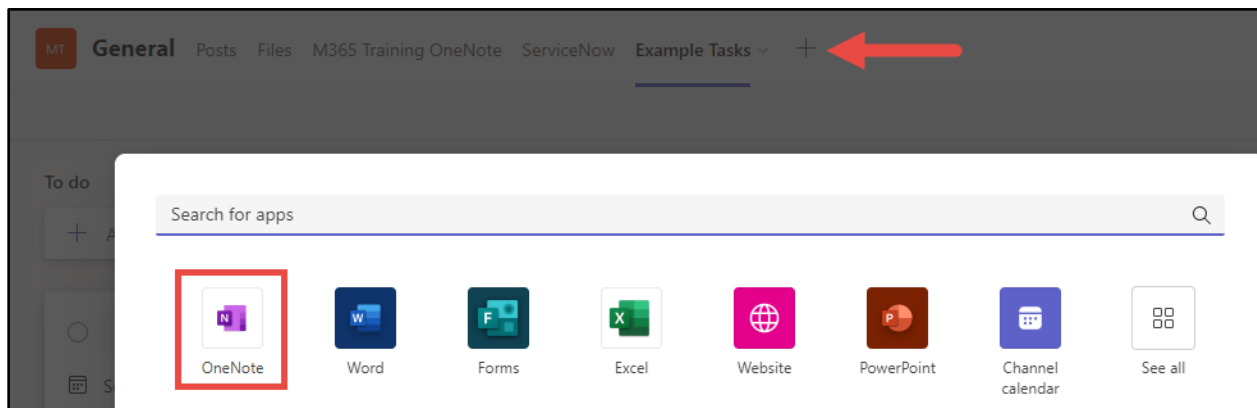 MT General Posts Files M365 Training OneNote ServiceNow Example Tasks
To do
Search for apps
N W F X P
OneNote Word Forms Excel Website PowerPoint Channel calendar See all